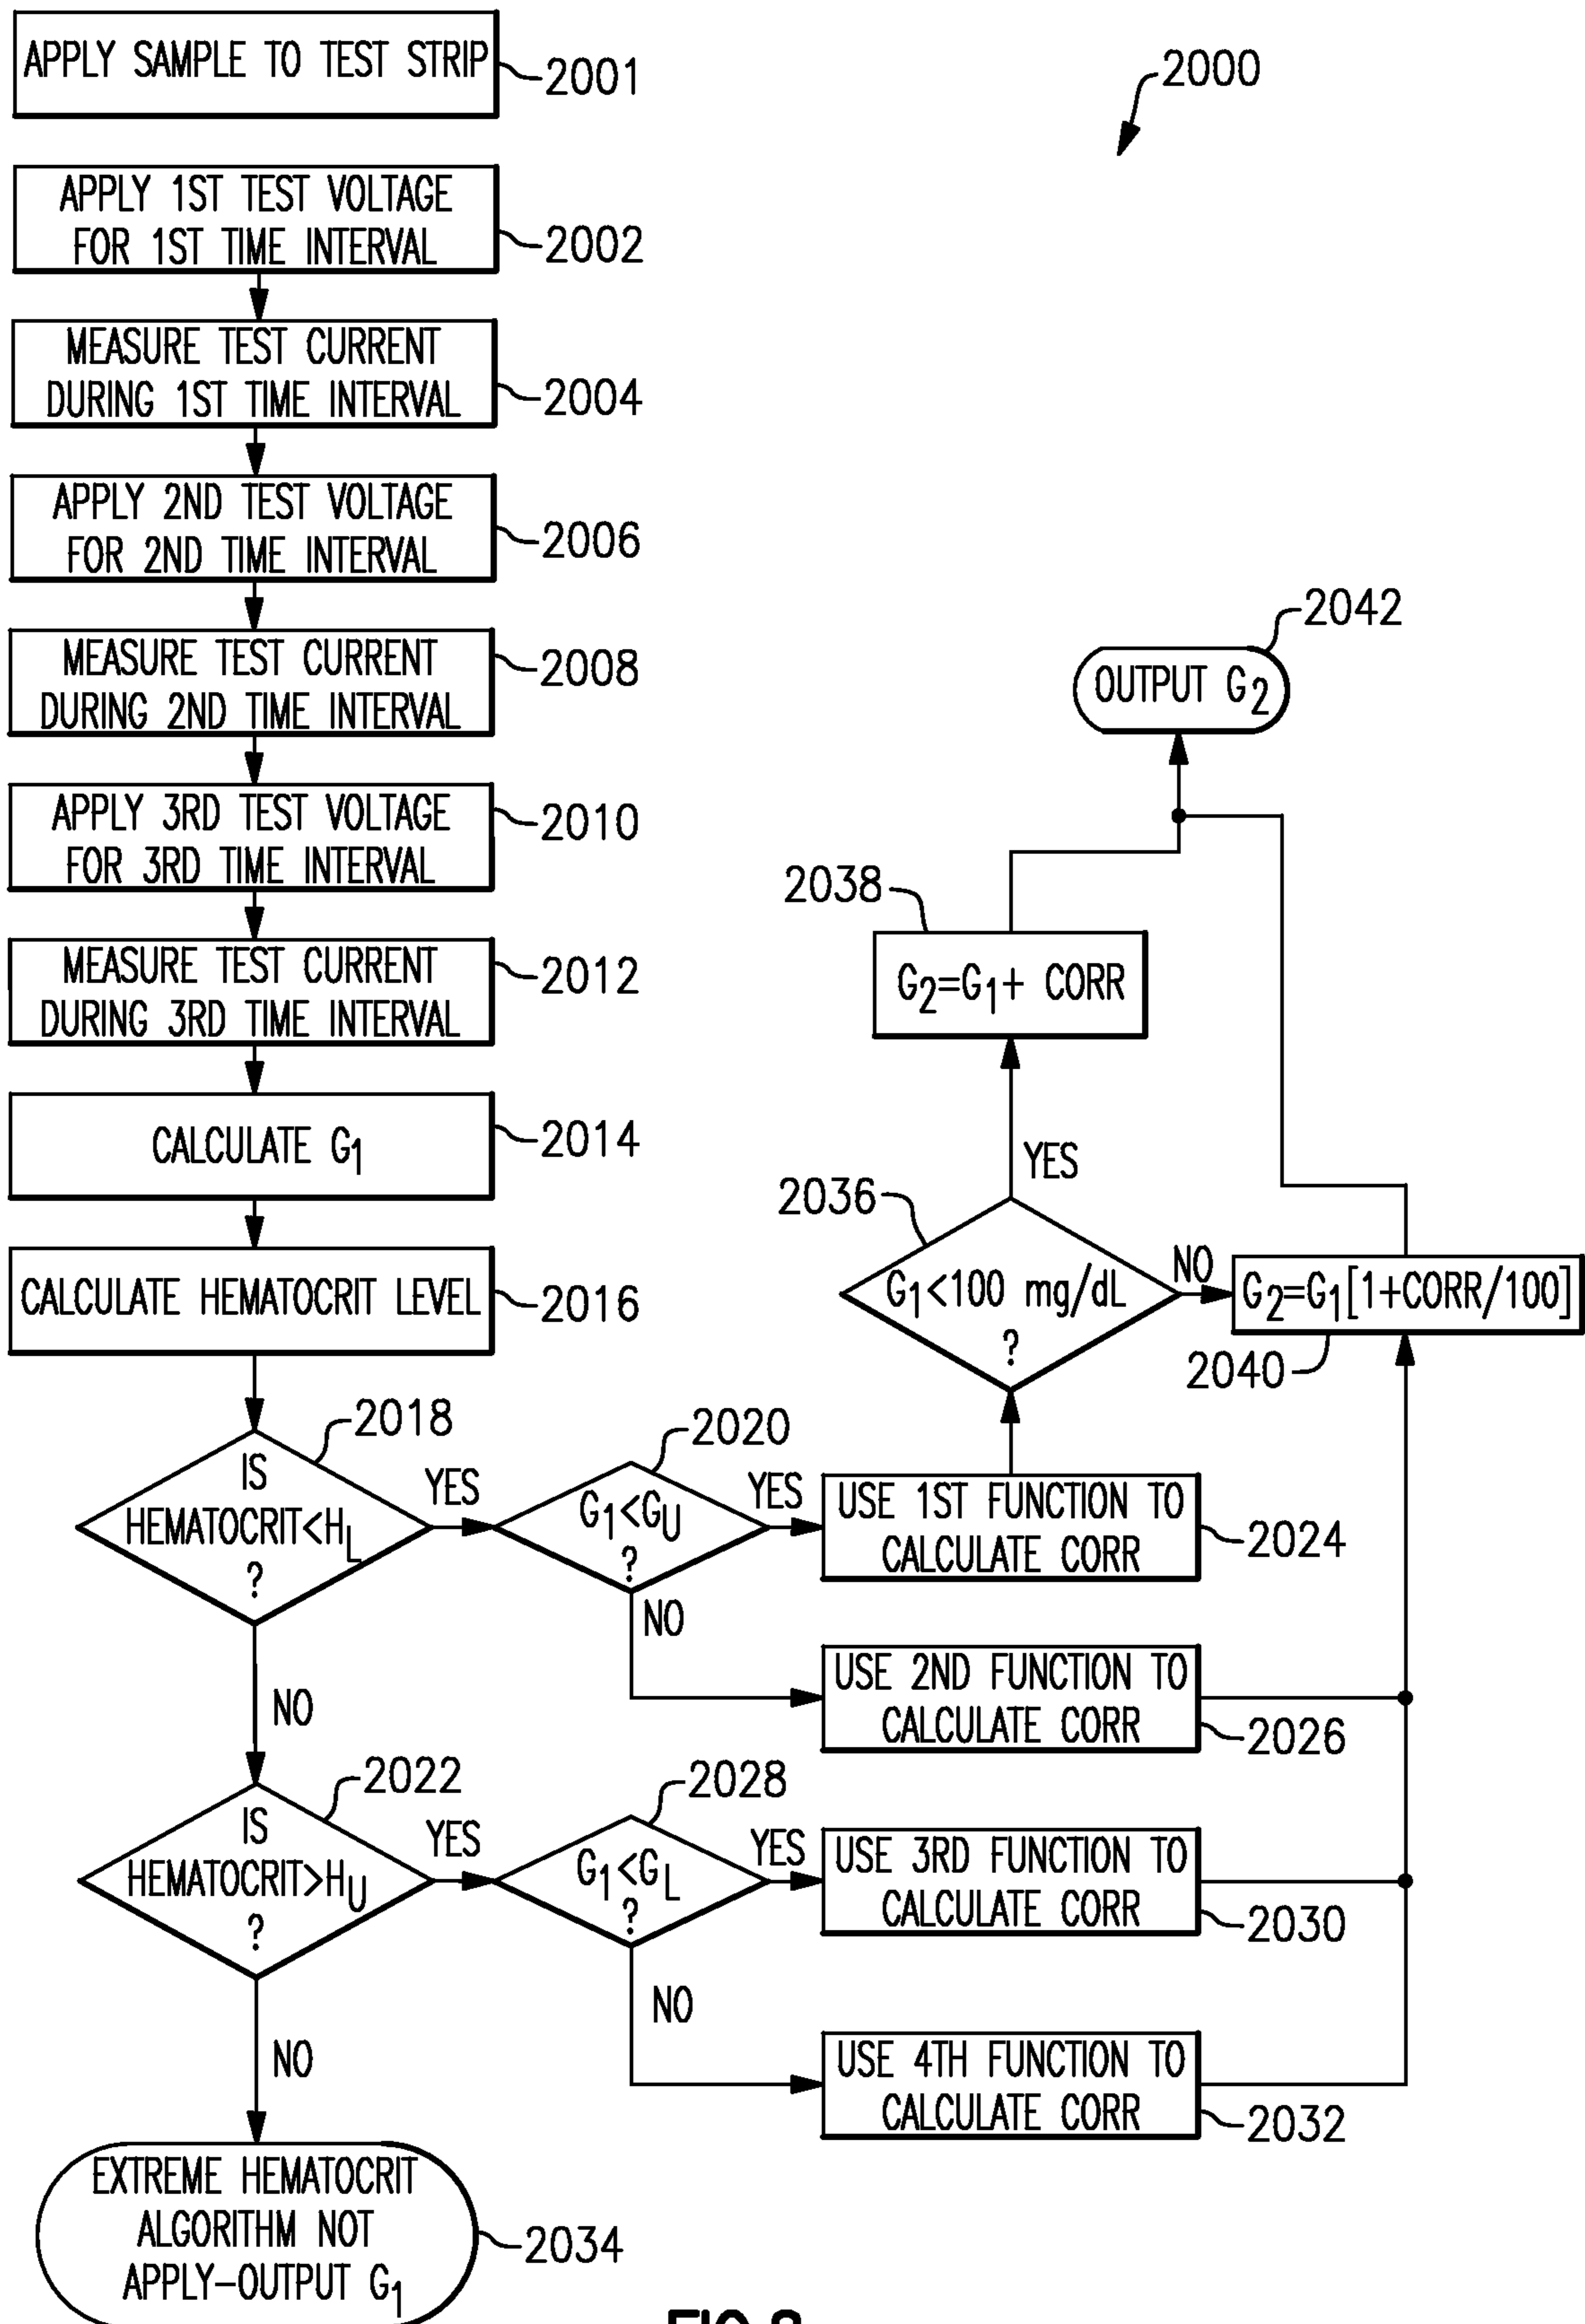 APPLY SAMPLE TO TEST STRIP
2001
2000
APPLY 1ST TEST VOLTAGE
FOR 1ST TIME INTERVAL
2002
MEASURE TEST CURRENT
DURING 1ST TIME INTERVAL
2004
APPLY 2ND TEST VOLTAGE
FOR 2ND TIME INTERVAL
2006
MEASURE TEST CURRENT
DURING 2ND TIME INTERVAL
2008
APPLY 3RD TEST VOLTAGE
FOR 3RD TIME INTERVAL
2010
MEASURE TEST CURRENT
DURING 3RD TIME INTERVAL
2012
CALCULATE G1
2014
CALCULATE HEMATOCRIT LEVEL
2016
IS
HEMATOCRIT<HL
?
2018
YES
NO
G1<GU
?
2020
YES
NO
USE 1ST FUNCTION TO
CALCULATE CORR
2024
USE 2ND FUNCTION TO
CALCULATE CORR
2026
IS
HEMATOCRIT>HU
?
2022
YES
NO
G1<GL
?
2028
YES
NO
USE 3RD FUNCTION TO
CALCULATE CORR
2030
USE 4TH FUNCTION TO
CALCULATE CORR
2032
EXTREME HEMATOCRIT
ALGORITHM NOT
APPLY-OUTPUT G1
2034
G1<100 mg/dL
?
2036
YES
NO
G2=G1+ CORR
2038
G2=G1[1+CORR/100]
2040
OUTPUT G2
2042